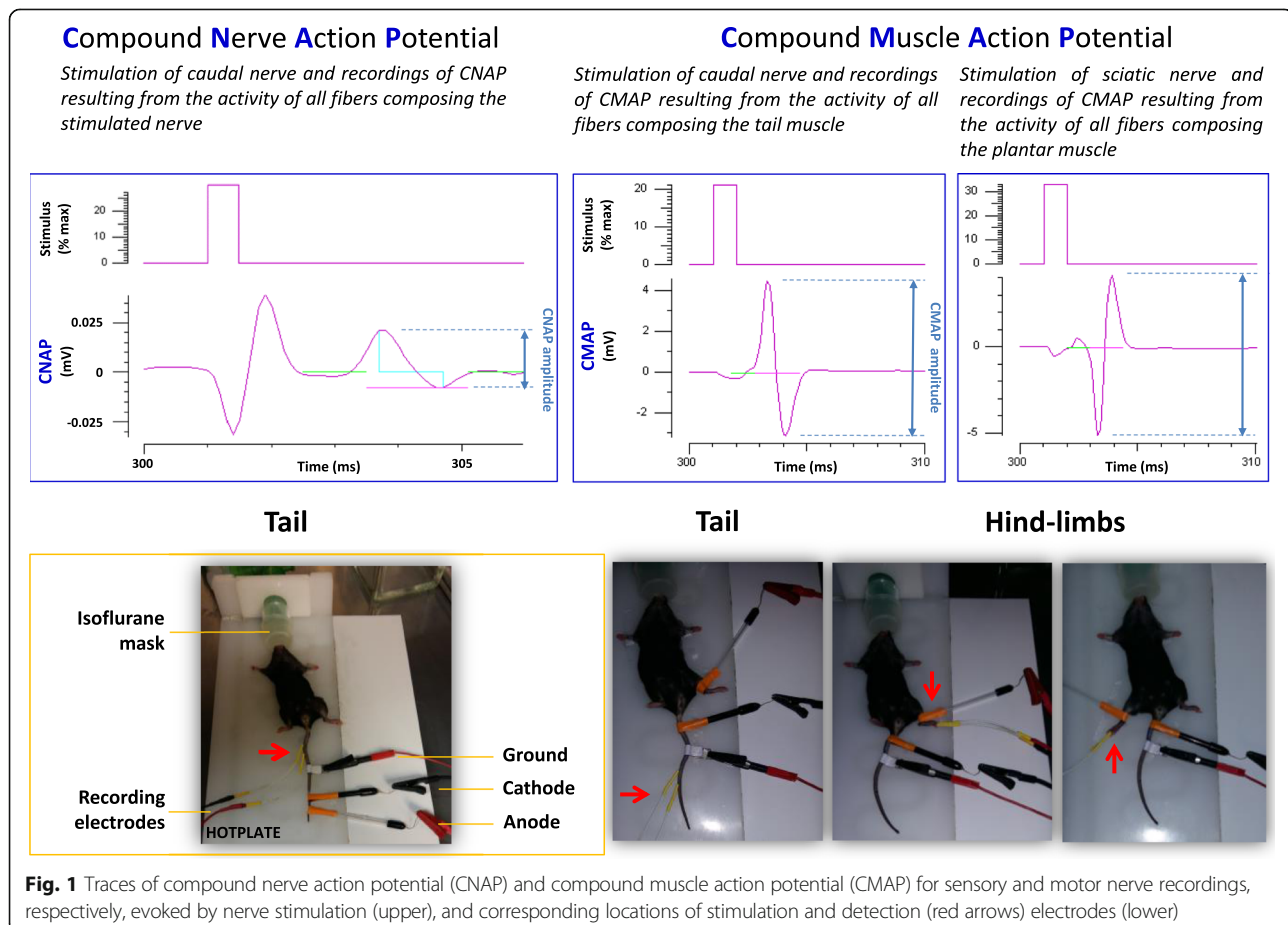 Compound Nerve Action Potential
Stimulation of caudal nerve and recordings of CNAP
resulting from the activity of all fibers composing the
stimulated nerve
Compound Muscle Action Potential
Stimulation of caudal nerve and recordings
of CMAP resulting from the activity of all
fibers composing the tail muscle
Stimulation of sciatic nerve and
recordings of CMAP resulting from
the activity of all fibers composing
the plantar muscle
Stimulus
(% max)
20
10
0
CNAP
(mV)
0.025
0
-0.025
CNAP amplitude
300
Time (ms)
305
Stimulus
(% max)
20
10
0
CMAP
(mV)
4
2
0
-2
CMAP amplitude
300
Time (ms)
310
30
20
10
0
0
-5
300
Time (ms)
310
Tail
Tail
Hind-limbs
Isoflurane
mask
Recording
electrodes
HOTPLATE
Ground
Cathode
Anode
Fig. 1 Traces of compound nerve action potential (CNAP) and compound muscle action potential (CMAP) for sensory and motor nerve recordings,
respectively, evoked by nerve stimulation (upper), and corresponding locations of stimulation and detection (red arrows) electrodes (lower)